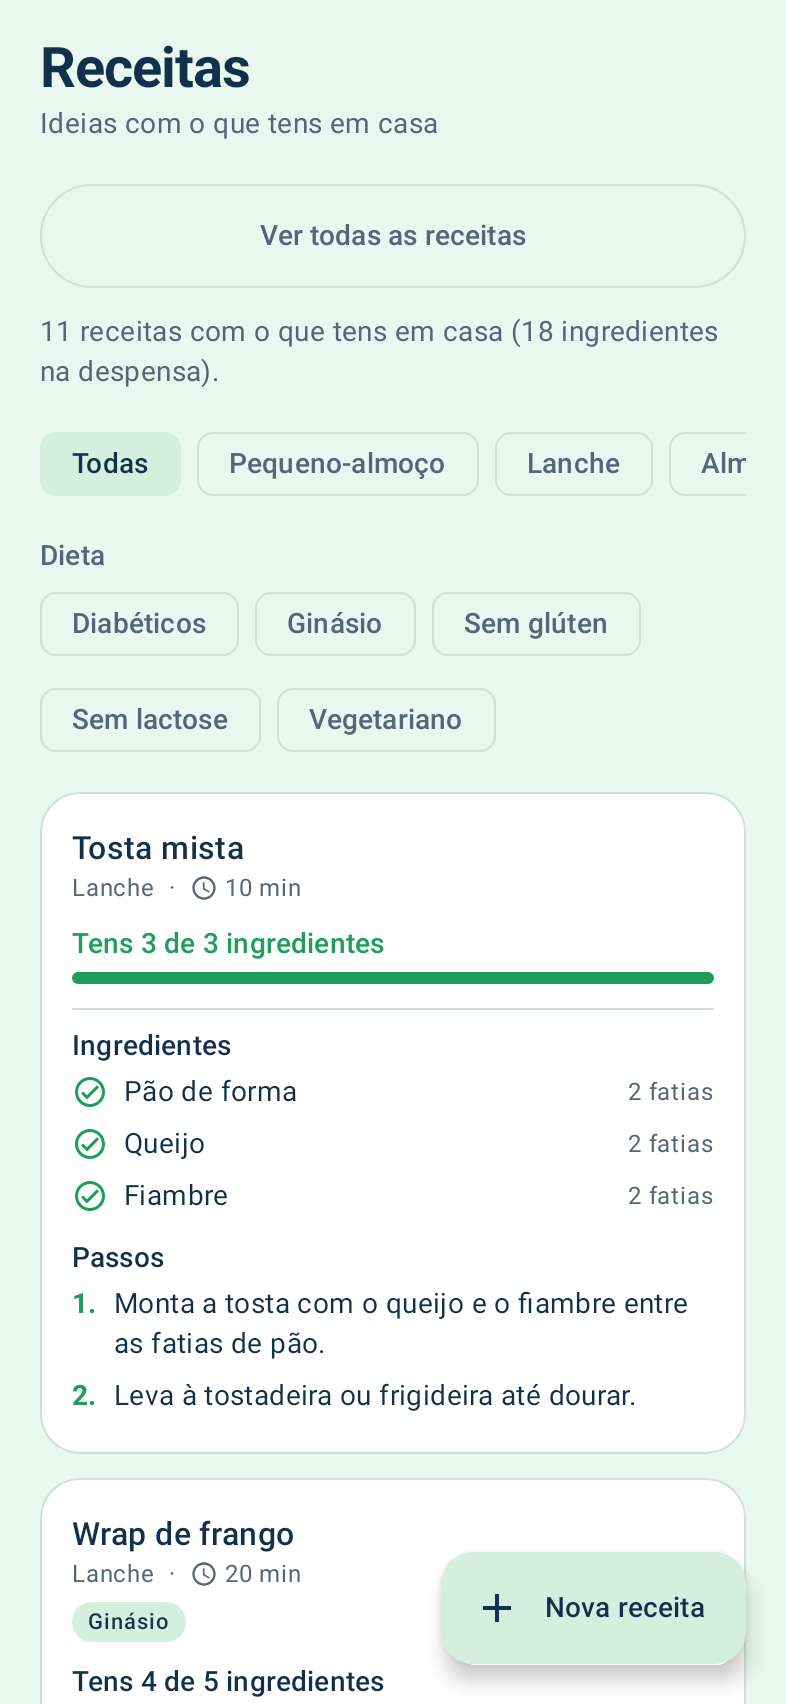 Receitas
Ideias com o que tens em casa
Ver todas as receitas
11 receitas com o que tens em casa (18 ingredientes
na despensa).
Todas
Pequeno-almoço
Lanche
Alm
Dieta
Diabéticos
Ginásio
Sem glúten
Sem lactose
Vegetariano
Tosta mista
Lanche · 10 min
Tens 3 de 3 ingredientes
Ingredientes
Pão de forma 2 fatias
Queijo 2 fatias
Fiambre 2 fatias
Passos
1. Monta a tosta com o queijo e o fiambre entre
as fatias de pão.
2. Leva à tostadeira ou frigideira até dourar.
Wrap de frango
Lanche · 20 min
Ginásio
Nova receita
Tens 4 de 5 ingredientes